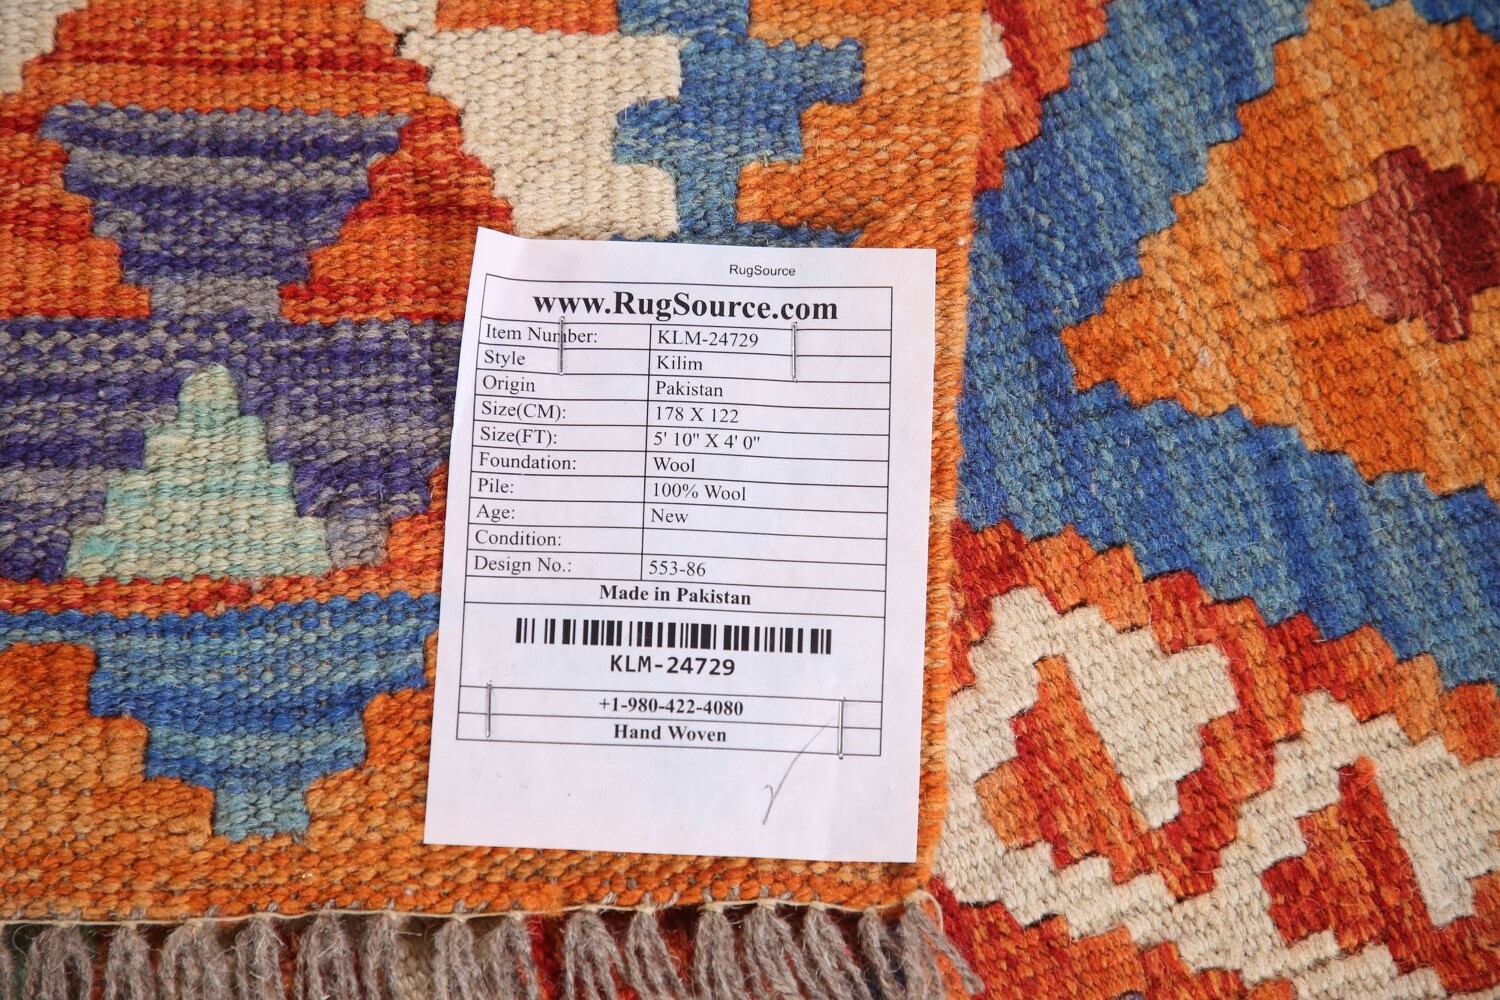 RugSource
www.RugSource.com
Item Number: KLM-24729
Style Kilim
Origin Pakistan
Size(CM): 178 X 122
Size(FT): 5' 10" X 4' 0"
Foundation: Wool
Pile: 100% Wool
Age: New
Condition:
Design No.: 553-86
Made in Pakistan
KLM-24729
+1-980-422-4080
Hand Woven